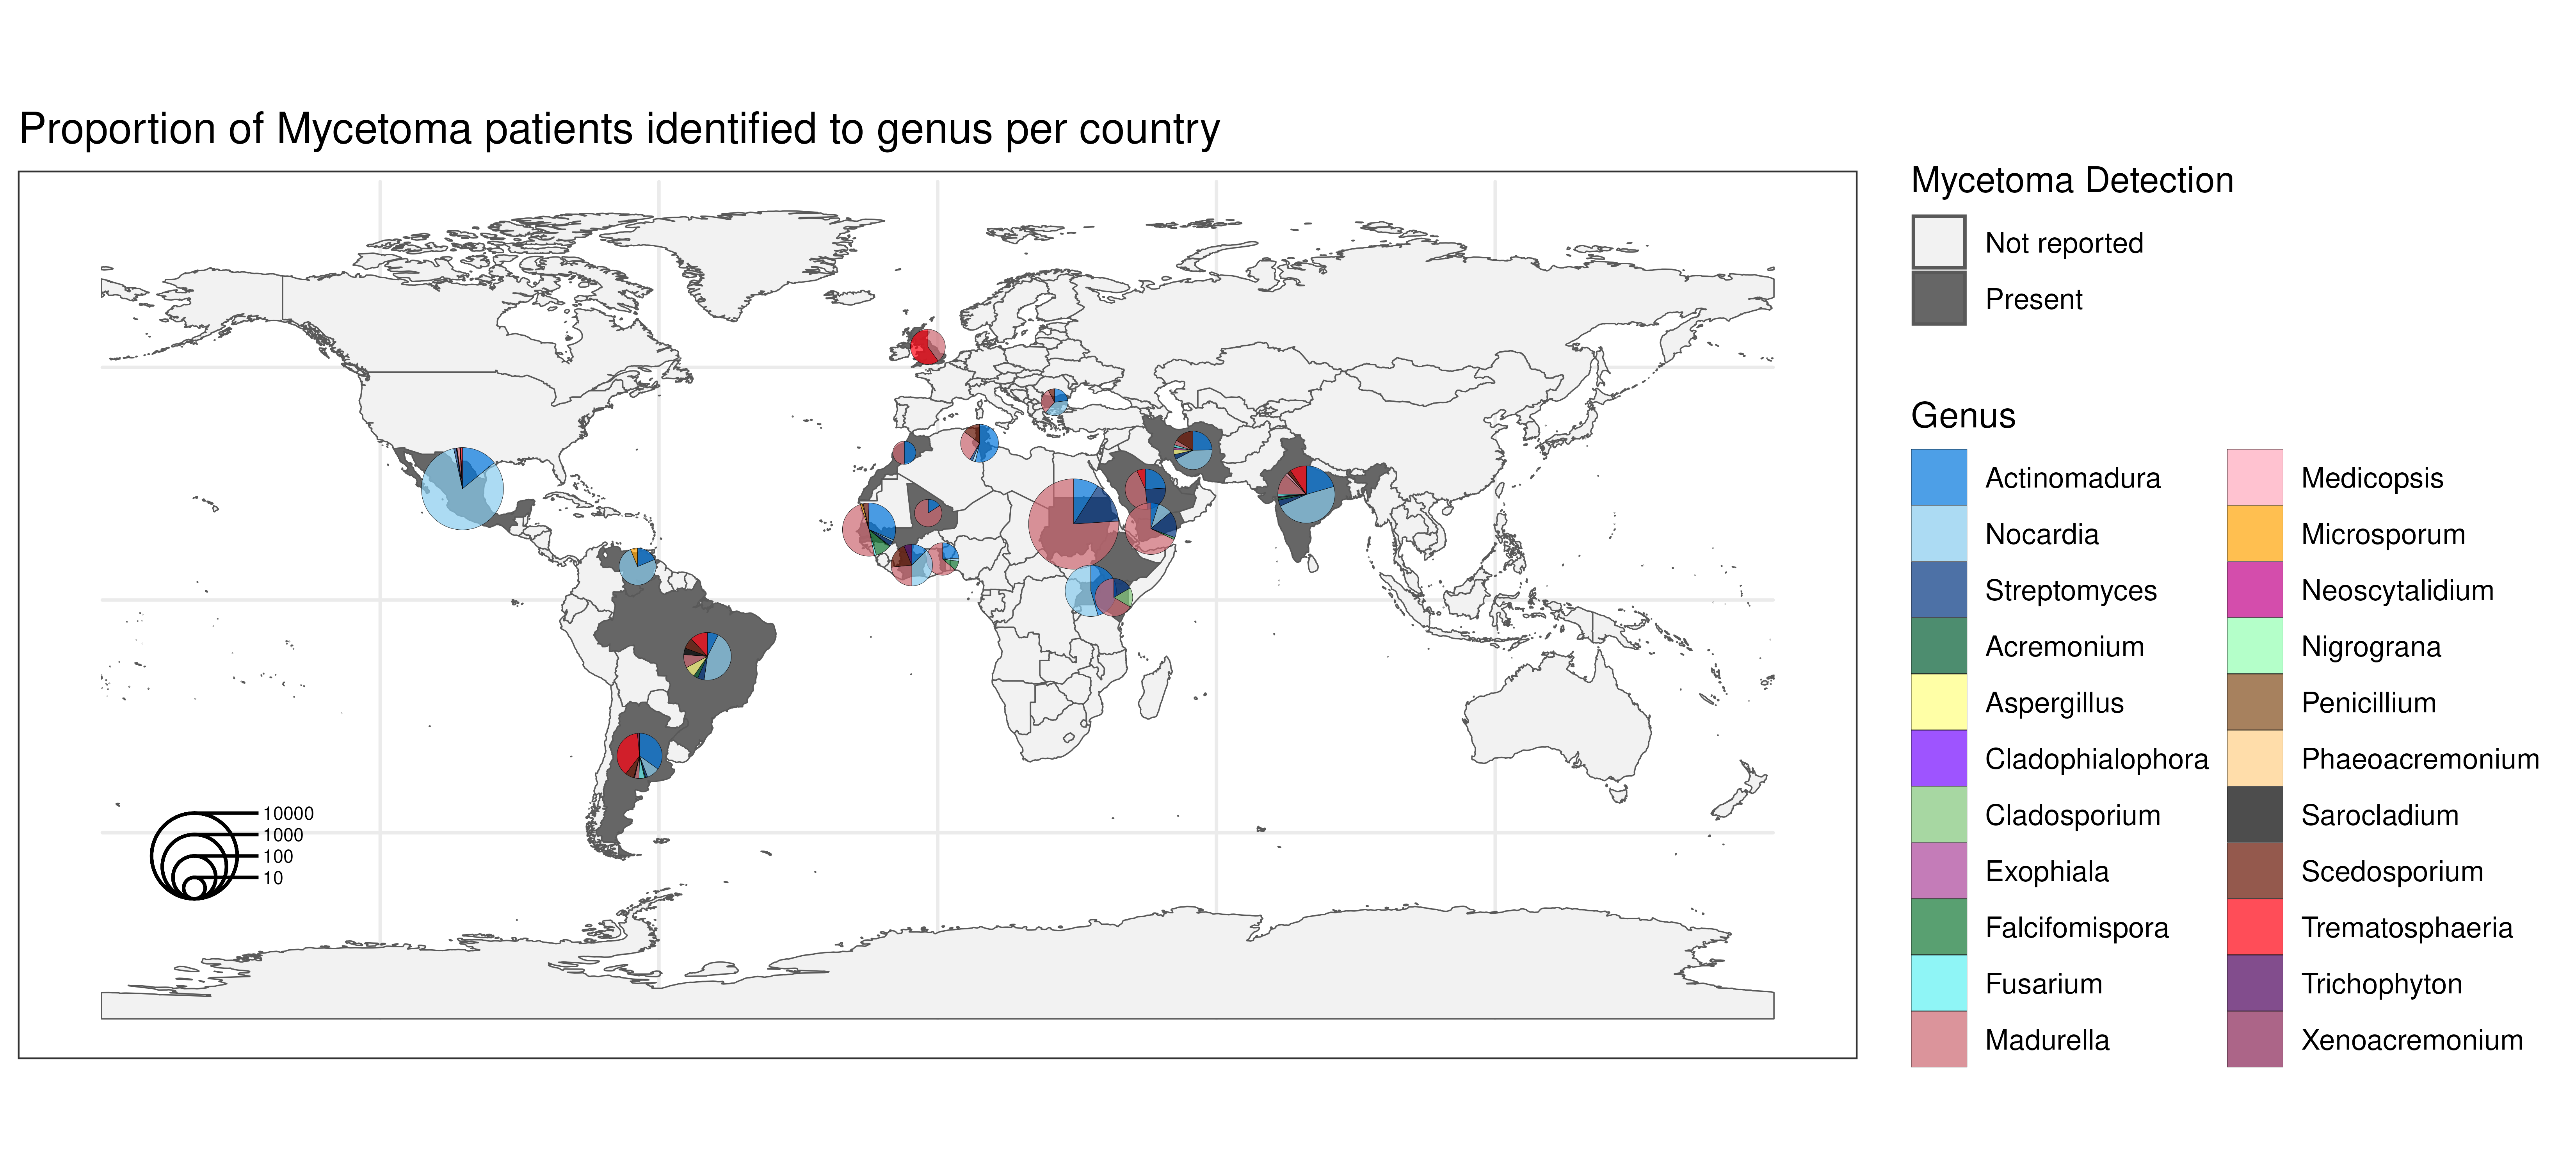 Proportion of Mycetoma patients identified to genus per country
10000
1000
100
10
Mycetoma Detection
Not reported
Present
Genus
Actinomadura
Nocardia
Streptomyces
Acremonium
Aspergillus
Cladophialophora
Cladosporium
Exophiala
Falcifomispora
Fusarium
Madurella
Medicopsis
Microsporum
Neoscytalidium
Nigrograna
Penicillium
Phaeoacremonium
Sarocladium
Scedosporium
Trematosphaeria
Trichophyton
Xenoacremonium